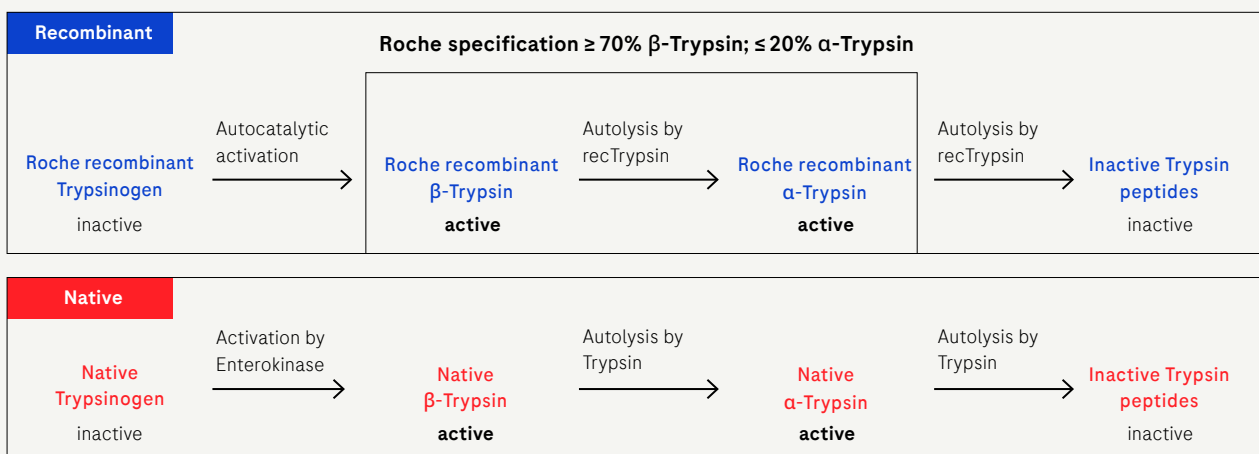 Recombinant
Roche specification ≥ 70% β-Trypsin; ≤ 20% α-Trypsin
Roche recombinant
Trypsinogen
inactive
Autocatalytic
activation
Roche recombinant
β-Trypsin
active
Autolysis by
recTrypsin
Roche recombinant
α-Trypsin
active
Autolysis by
recTrypsin
Inactive Trypsin
peptides
inactive
Native
Native
Trypsinogen
inactive
Activation by
Enterokinase
Native
β-Trypsin
active
Autolysis by
Trypsin
Native
α-Trypsin
active
Autolysis by
Trypsin
Inactive Trypsin
peptides
inactive